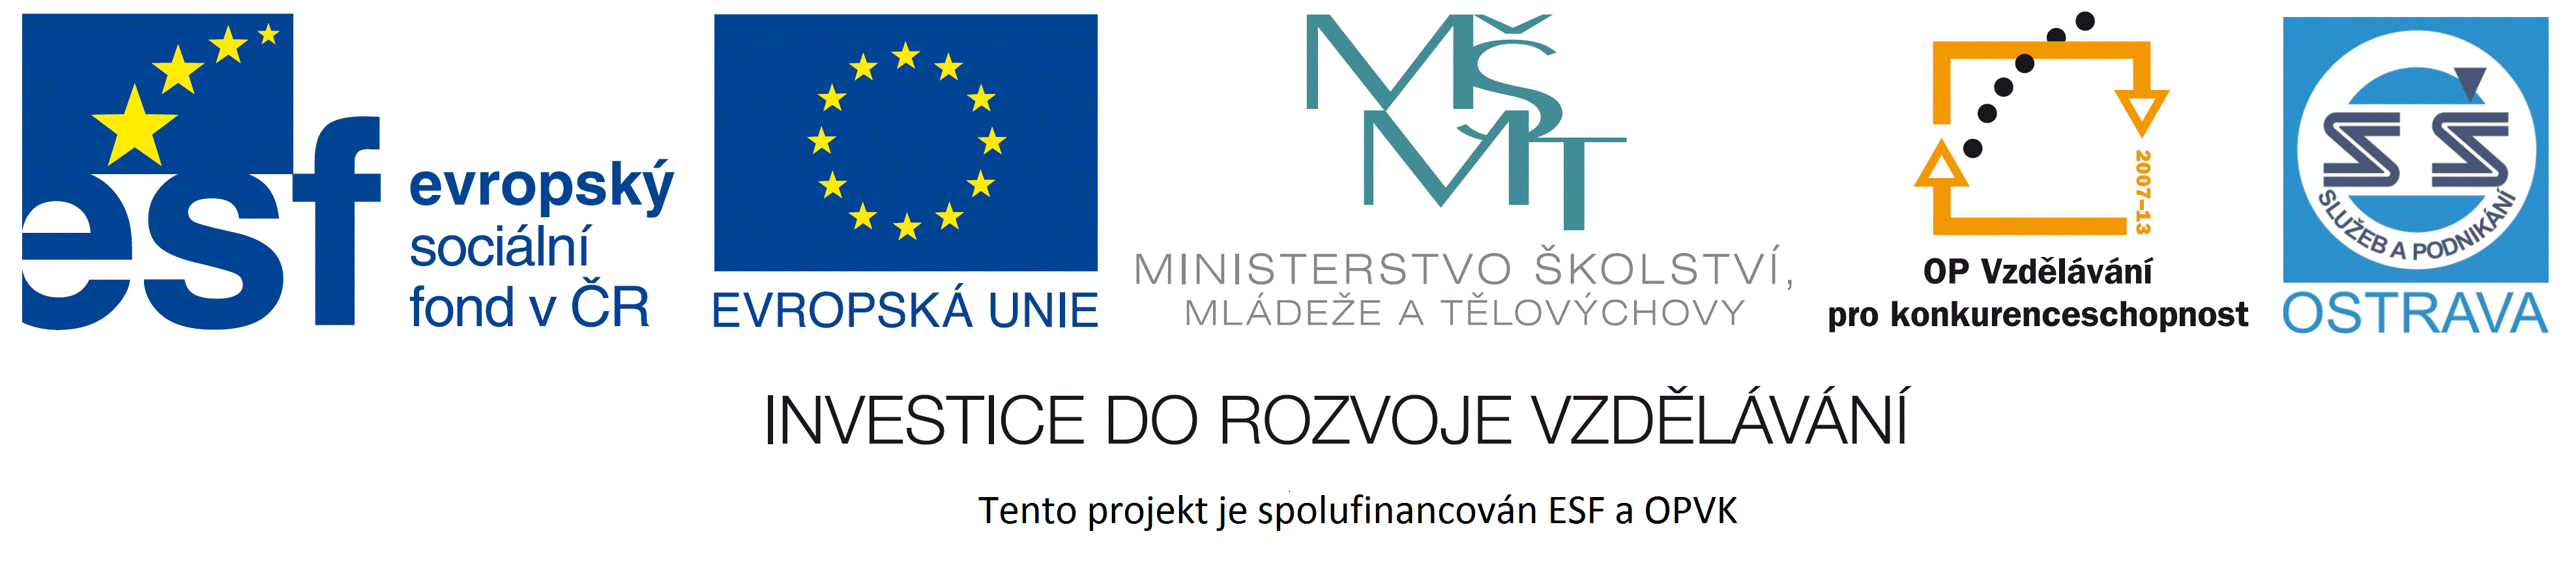 esf
evropský
sociální
fond v ČR
EVROPSKÁ UNIE
MŠMT
MINISTERSTVO ŠKOLSTVÍ,
MLÁDEŽE A TĚLOVÝCHOVY
2007-13
OP Vzdělávání
pro konkurenceschopnost
SŠ
SLUŽEB A PODNIKÁNÍ
OSTRAVA
INVESTICE DO ROZVOJE VZDĚLÁVÁNÍ
Tento projekt je spolufinancován ESF a OPVK